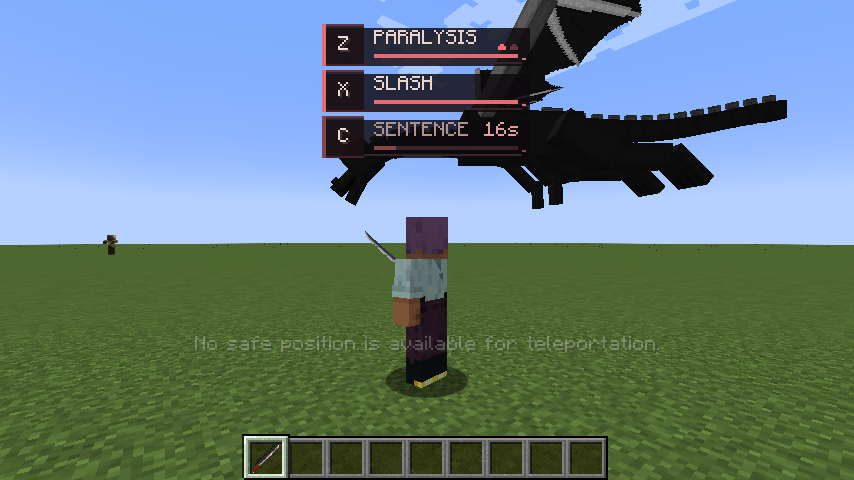 Z PARALYSIS
X SLASH
C SENTENCE 16s
No safe position is available for teleportation.